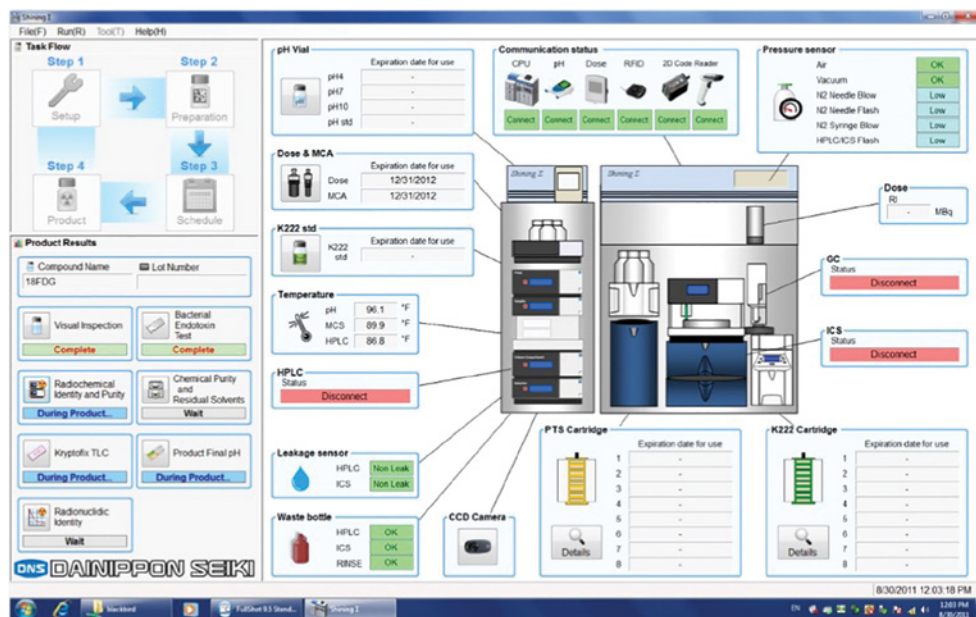 Shining Σ
File(F) Run(R) Tool(T) Help(H)
Task Flow
Step 1
Step 2
Setup
Preparation
Step 4
Step 3
Product
Schedule
Product Results
Compound Name
Lot Number
18FDG
Visual Inspection
Complete
Bacterial
Endotoxin
Test
Complete
Radiochemical
Identity and Purity
During Product...
Chemical Purity
and
Residual Solvents
Wait
Kryptofix TLC
During Product...
Product Final pH
During Product...
Radionuclidic
Identity
Wait
DNS DAINIPPON SEIKI
pH Vial
Expiration date for use
pH4 -
pH7 -
pH10 -
pH std -
Dose & MCA
Expiration date for use
Dose 12/31/2012
MCA 12/31/2012
K222 std
Expiration date for use
K222
std -
Temperature
pH 96.1 °F
MCS 89.9 °F
HPLC 86.8 °F
HPLC
Status
Disconnect
Leakage sensor
HPLC Non Leak
ICS Non Leak
Waste bottle
HPLC OK
ICS OK
RINSE OK
Communication status
CPU pH Dose RFID 2D Code Reader
Connect Connect Connect Connect Connect Connect
Pressure sensor
Air OK
Vacuum OK
N2 Needle Blow Low
N2 Needle Flash Low
N2 Syringe Blow Low
HPLC/ICS Flash Low
Shining Σ
Shining Σ
Dose
RI
- MBq
GC
Status
Disconnect
ICS
Status
Disconnect
CCD Camera
PTS Cartridge
Expiration date for use
1 -
2 -
3 -
4 -
5 -
6 -
7 -
8 -
Details
K222 Cartridge
Expiration date for use
1 -
2 -
3 -
4 -
5 -
6 -
7 -
8 -
Details
8/30/2011 12:03:18 PM
blackbird
FullShot 9.5 Stand...
Shining Σ
EN
12:03 PM
8/30/2011